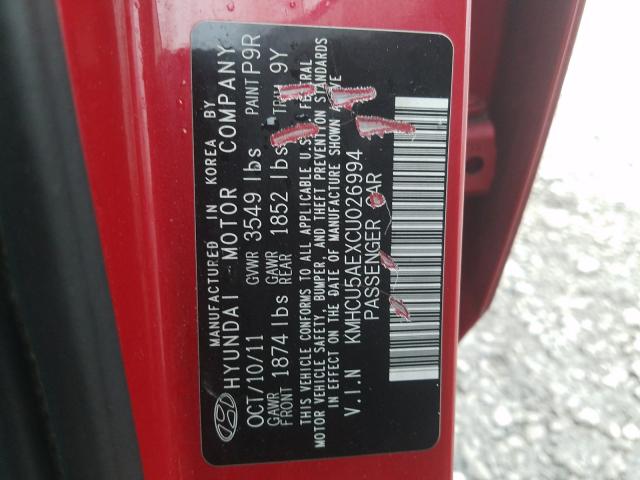 MANUFACTURED IN KOREA BY
HYUNDAI MOTOR COMPANY
OCT/10/11 GVWR 3549 lbs PAINT P9R
GAWR FRONT 1874 lbs GAWR REAR 1852 lbs TRIM 9Y
THIS VEHICLE CONFORMS TO ALL APPLICABLE U.S. FEDERAL
MOTOR VEHICLE SAFETY, BUMPER, AND THEFT PREVENTION STANDARDS
IN EFFECT ON THE DATE OF MANUFACTURE SHOWN ABOVE
V.I.N KMHCU5AEXCU026994
PASSENGER CAR